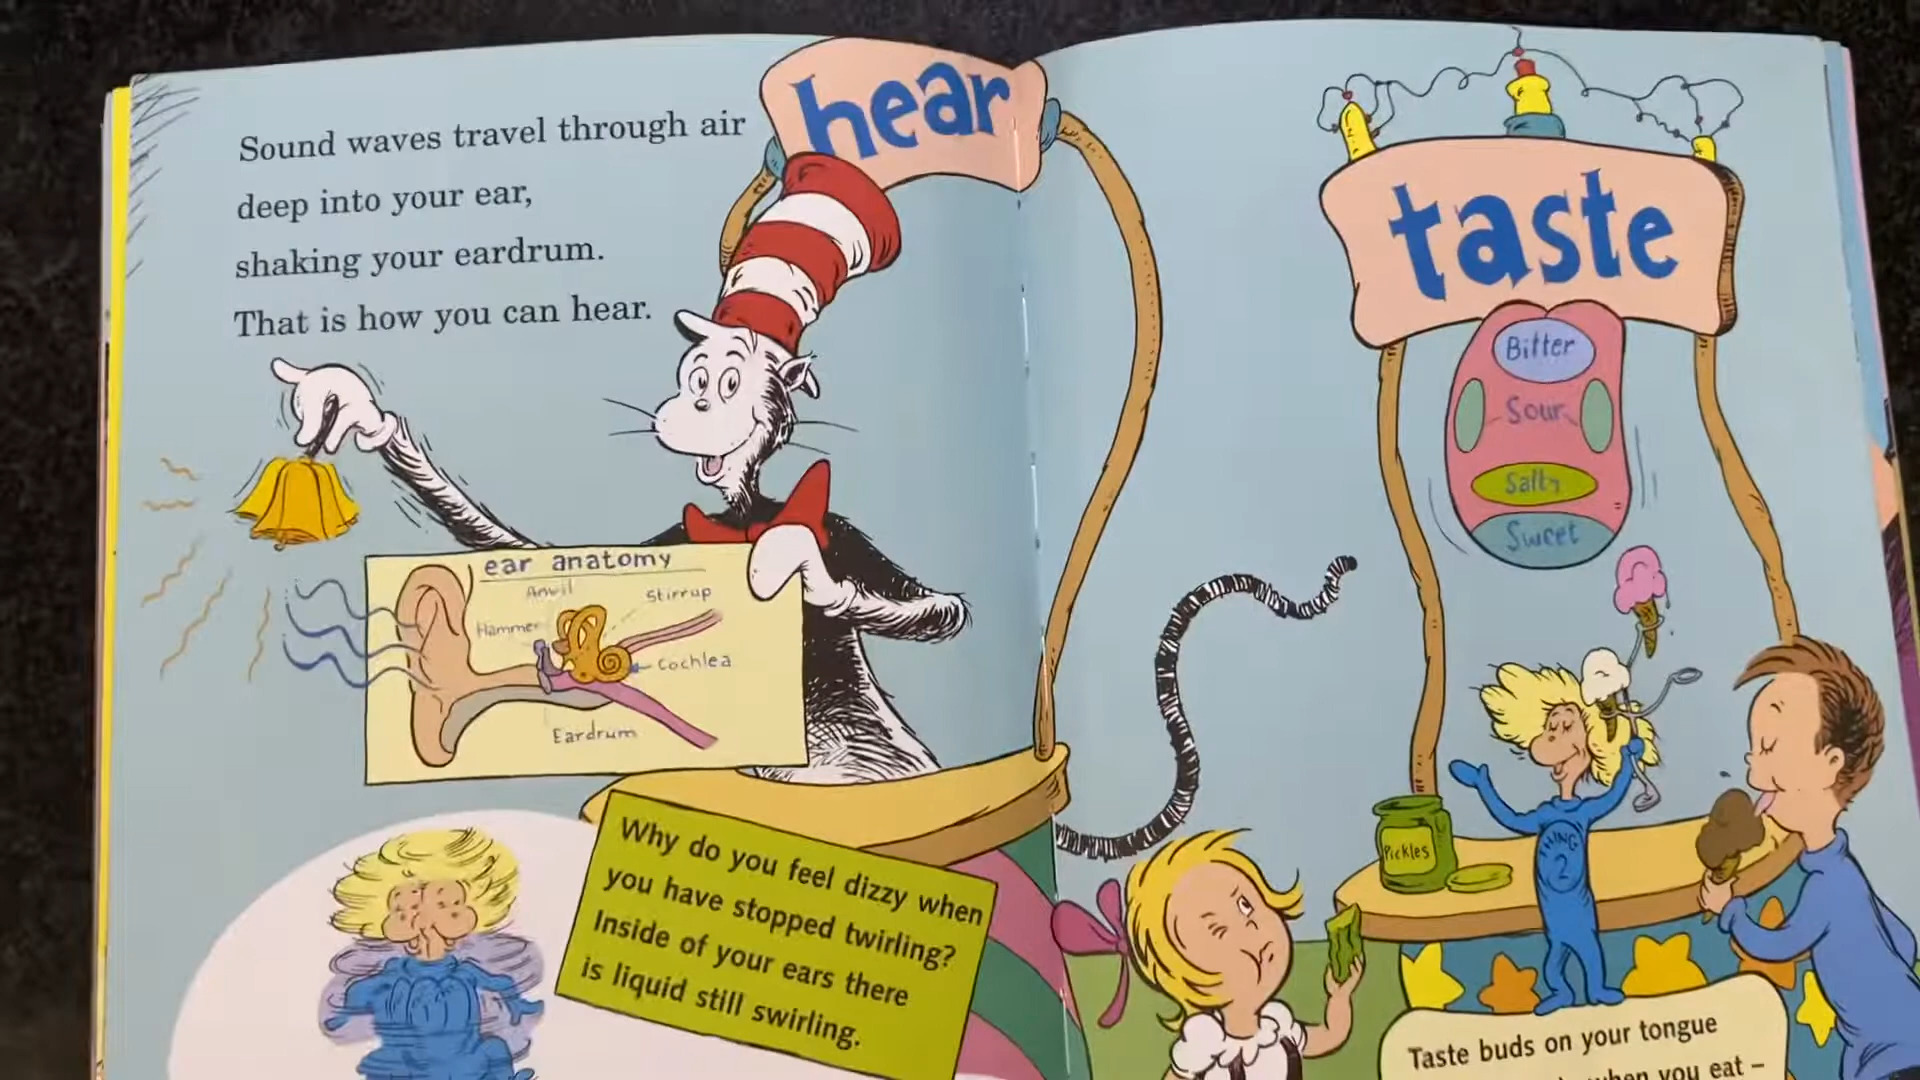 hear
Sound waves travel through air
deep into your ear,
shaking your eardrum.
That is how you can hear.
ear anatomy
Anvil
Stirrup
Hammer
Cochlea
Eardrum
Why do you feel dizzy when
you have stopped twirling?
Inside of your ears there
is liquid still swirling.
taste
Bitter
Sour
Salty
Sweet
Pickles
THING
2
Taste buds on your tongue
when you eat –